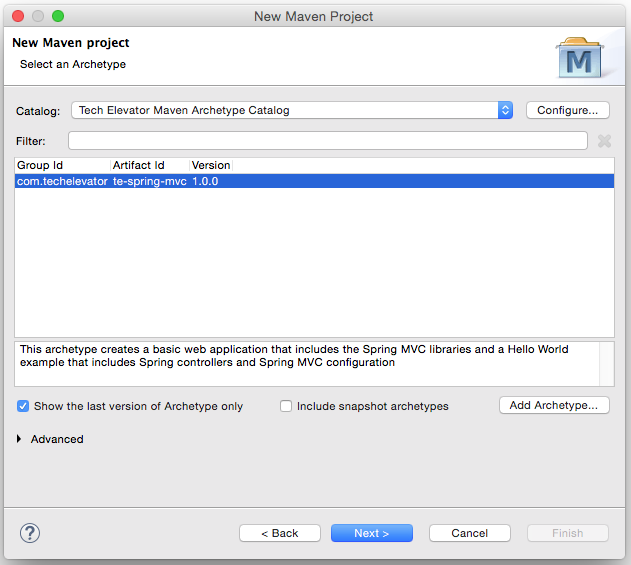 New Maven Project
New Maven project
Select an Archetype
M
Catalog: Tech Elevator Maven Archetype Catalog Configure...
Filter:
Group Id Artifact Id Version
com.techelevator te-spring-mvc 1.0.0
This archetype creates a basic web application that includes the Spring MVC libraries and a Hello World
example that includes Spring controllers and Spring MVC configuration
Show the last version of Archetype only Include snapshot archetypes Add Archetype...
Advanced
? < Back Next > Cancel Finish